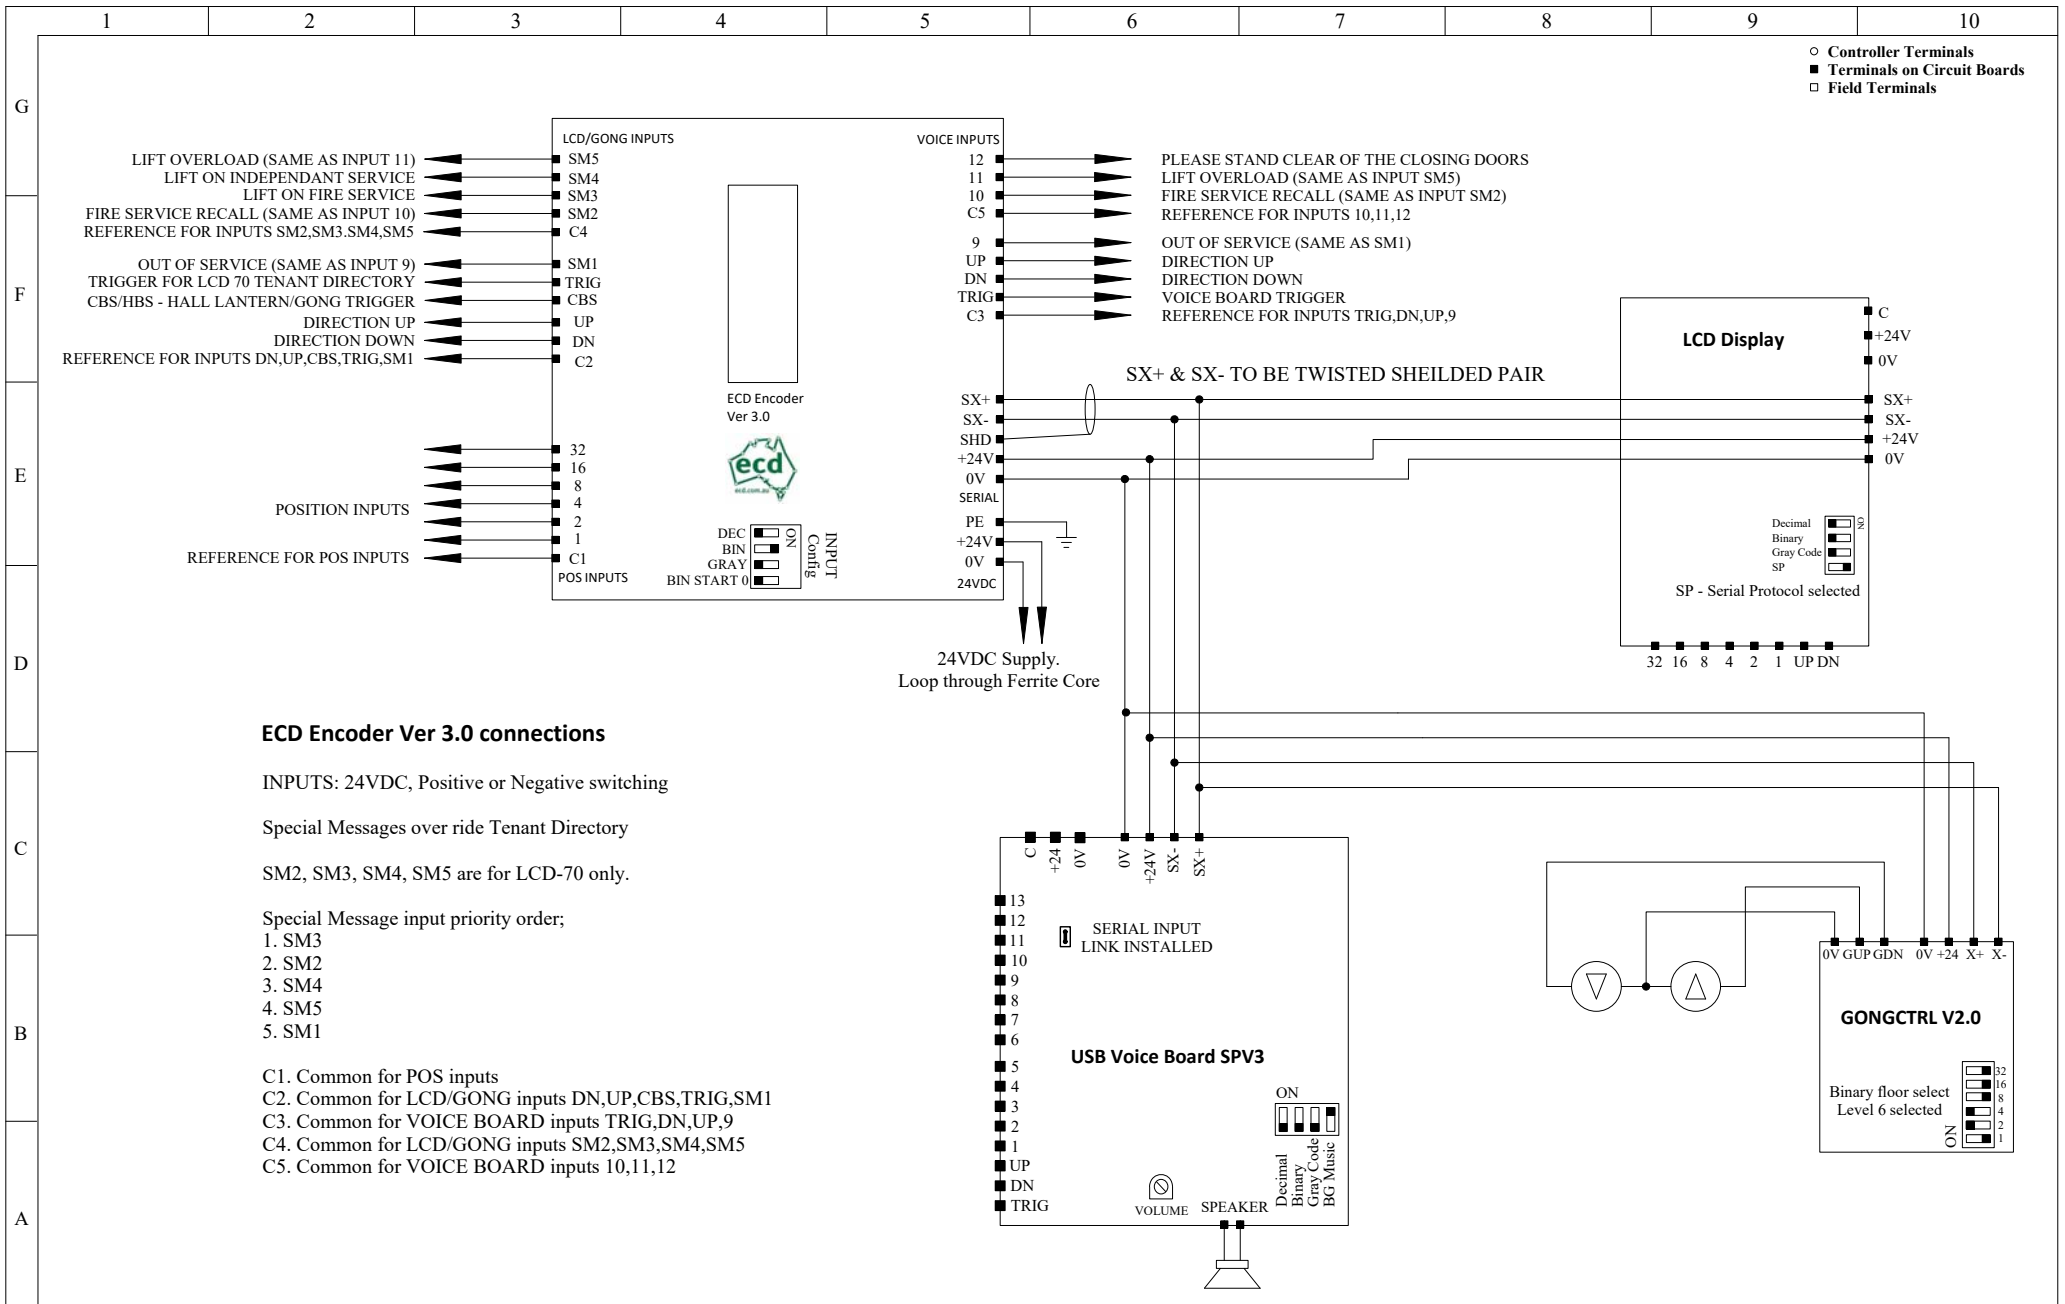 1 2 3 4 5 6 7 8 9 10
G
F
E
D
C
B
A
Controller Terminals
Terminals on Circuit Boards
Field Terminals
LCD/GONG INPUTS
LIFT OVERLOAD (SAME AS INPUT 11) SM5
LIFT ON INDEPENDANT SERVICE SM4
LIFT ON FIRE SERVICE SM3
FIRE SERVICE RECALL (SAME AS INPUT 10) SM2
REFERENCE FOR INPUTS SM2,SM3.SM4,SM5 C4
OUT OF SERVICE (SAME AS INPUT 9) SM1
TRIGGER FOR LCD 70 TENANT DIRECTORY TRIG
CBS/HBS - HALL LANTERN/GONG TRIGGER CBS
DIRECTION UP UP
DIRECTION DOWN DN
REFERENCE FOR INPUTS DN,UP,CBS,TRIG,SM1 C2
32
16
8
4
POSITION INPUTS
2
1
REFERENCE FOR POS INPUTS C1
POS INPUTS
ECD Encoder
Ver 3.0
ecd
ecd.com.au
DEC
BIN
GRAY
BIN START 0
ON
INPUT
Config
VOICE INPUTS
12 PLEASE STAND CLEAR OF THE CLOSING DOORS
11 LIFT OVERLOAD (SAME AS INPUT SM5)
10 FIRE SERVICE RECALL (SAME AS INPUT SM2)
C5 REFERENCE FOR INPUTS 10,11,12
9 OUT OF SERVICE (SAME AS SM1)
UP DIRECTION UP
DN DIRECTION DOWN
TRIG VOICE BOARD TRIGGER
C3 REFERENCE FOR INPUTS TRIG,DN,UP,9
SX+ & SX- TO BE TWISTED SHEILDED PAIR
SX+
SX-
SHD
+24V
0V
SERIAL
PE
+24V
0V
24VDC
24VDC Supply.
Loop through Ferrite Core
LCD Display
C
+24V
0V
SX+
SX-
+24V
0V
Decimal
Binary
Gray Code
SP
ON
SP - Serial Protocol selected
32 16 8 4 2 1 UP DN
ECD Encoder Ver 3.0 connections
INPUTS: 24VDC, Positive or Negative switching
Special Messages over ride Tenant Directory
SM2, SM3, SM4, SM5 are for LCD-70 only.
Special Message input priority order;
1. SM3
2. SM2
3. SM4
4. SM5
5. SM1
C1. Common for POS inputs
C2. Common for LCD/GONG inputs DN,UP,CBS,TRIG,SM1
C3. Common for VOICE BOARD inputs TRIG,DN,UP,9
C4. Common for LCD/GONG inputs SM2,SM3,SM4,SM5
C5. Common for VOICE BOARD inputs 10,11,12
C +24 0V 0V +24V SX- SX+
13
12
11
10
9
8
7
6
5
4
3
2
1
UP
DN
TRIG
SERIAL INPUT
LINK INSTALLED
USB Voice Board SPV3
ON
Decimal
Binary
Gray Code
BG Music
VOLUME
SPEAKER
0V GUP GDN 0V +24 X+ X-
GONGCTRL V2.0
Binary floor select
Level 6 selected
32
16
8
4
2
1
ON